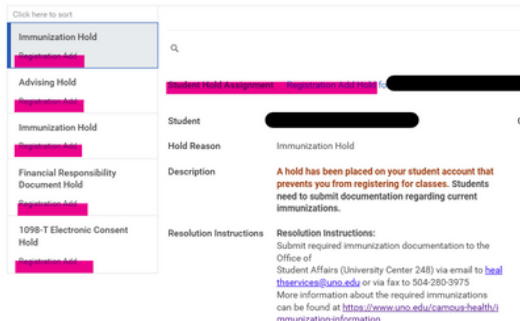 Click here to sort
Immunization Hold
Registration Add
Advising Hold
Registration Add
Immunization Hold
Registration Add
Financial Responsibility
Document Hold
Registration Add
1098-T Electronic Consent
Hold
Registration Add
Student Hold Assignment Registration Add Hold fo
Student
Hold Reason Immunization Hold
Description A hold has been placed on your student account that
prevents you from registering for classes. Students
need to submit documentation regarding current
immunizations.
Resolution Instructions Resolution Instructions:
Submit required immunization documentation to the
Office of
Student Affairs (University Center 248) via email to heal
thservices@uno.edu or via fax to 504-280-3975
More information about the required immunizations
can be found at https://www.uno.edu/campus-health/i
mmunization-information